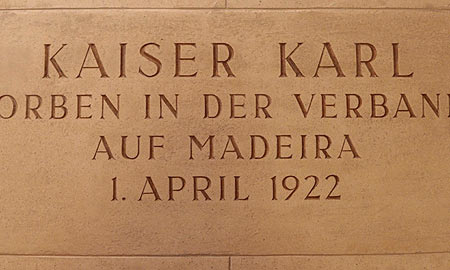 KAISER KARL
ORBEN IN DER VERBAN
AUF MADEIRA
1. APRIL 1922